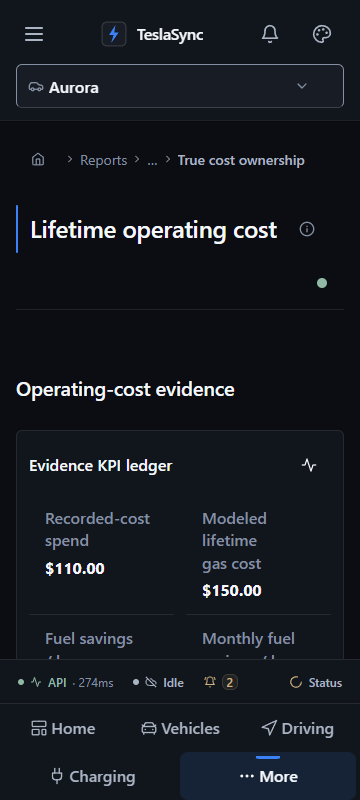 TeslaSync
Aurora
Reports ... True cost ownership
Lifetime operating cost
Operating-cost evidence
Evidence KPI ledger
Recorded-cost spend
$110.00
Modeled lifetime gas cost
$150.00
Fuel savings
Monthly fuel
API · 274ms Idle 2 Status
Home Vehicles Driving
Charging More